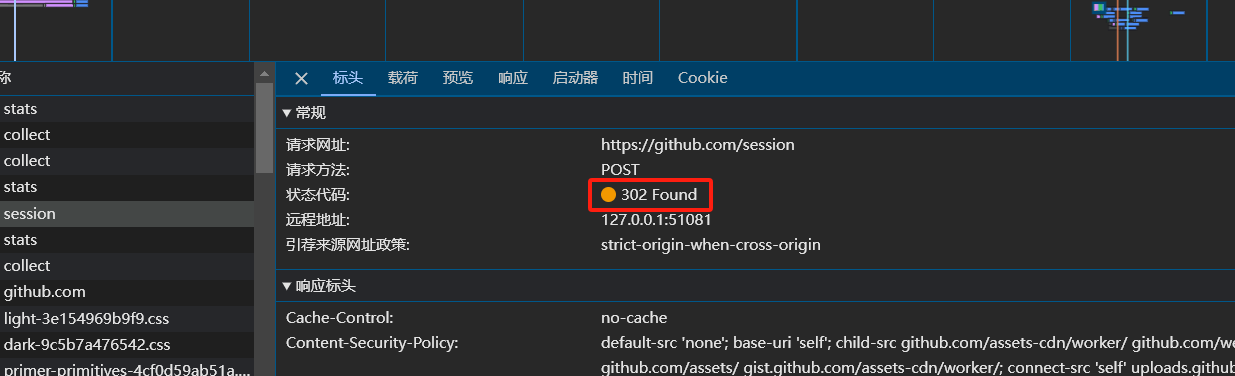 称
stats
collect
collect
stats
session
stats
collect
github.com
light-3e154969b9f9.css
dark-9c5b7a476542.css
primer-primitives-4cf0d59ab51a....
标头 载荷 预览 响应 启动器 时间 Cookie
常规
请求网址: https://github.com/session
请求方法: POST
状态代码: 302 Found
远程地址: 127.0.0.1:51081
引荐来源网址政策: strict-origin-when-cross-origin
响应标头
Cache-Control: no-cache
Content-Security-Policy: default-src 'none'; base-uri 'self'; child-src github.com/assets-cdn/worker/ github.com/we
github.com/assets/ gist.github.com/assets-cdn/worker/; connect-src 'self' uploads.github